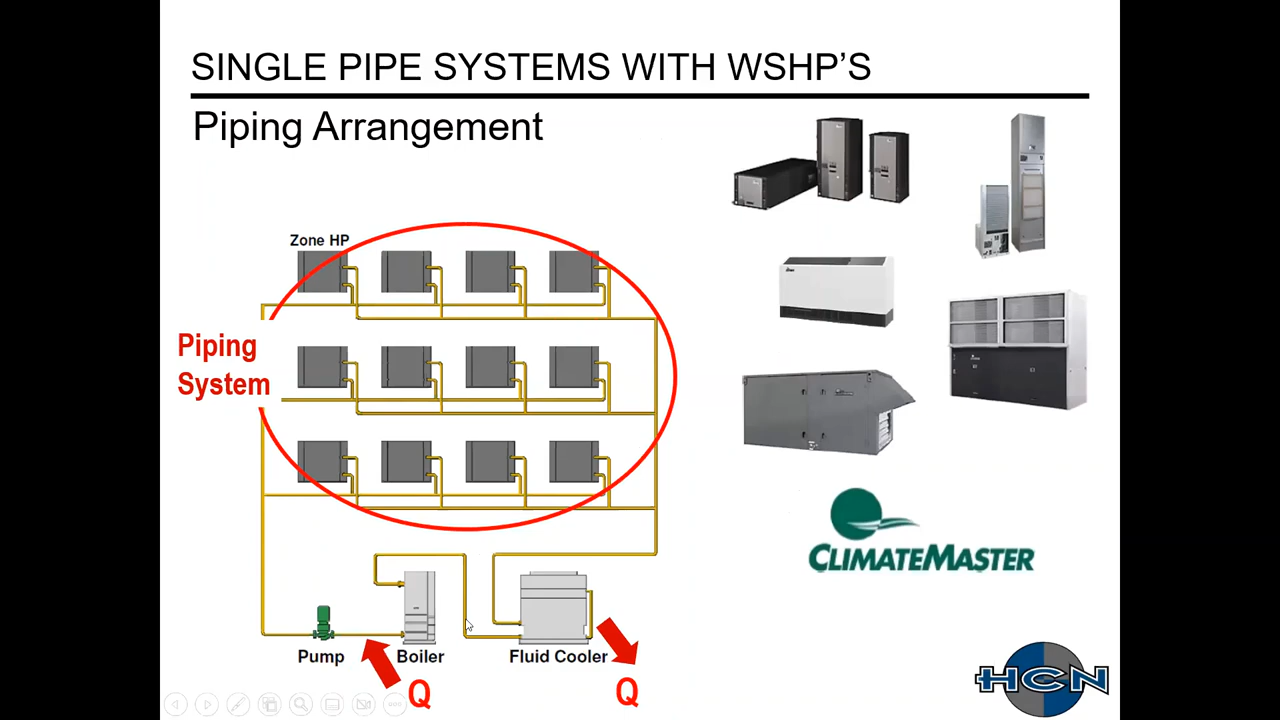 SINGLE PIPE SYSTEMS WITH WSHP’S
Piping Arrangement
Zone HP
Piping
System
Pump
Boiler
Fluid Cooler
Q
Q
CLIMATEMASTER
HCN